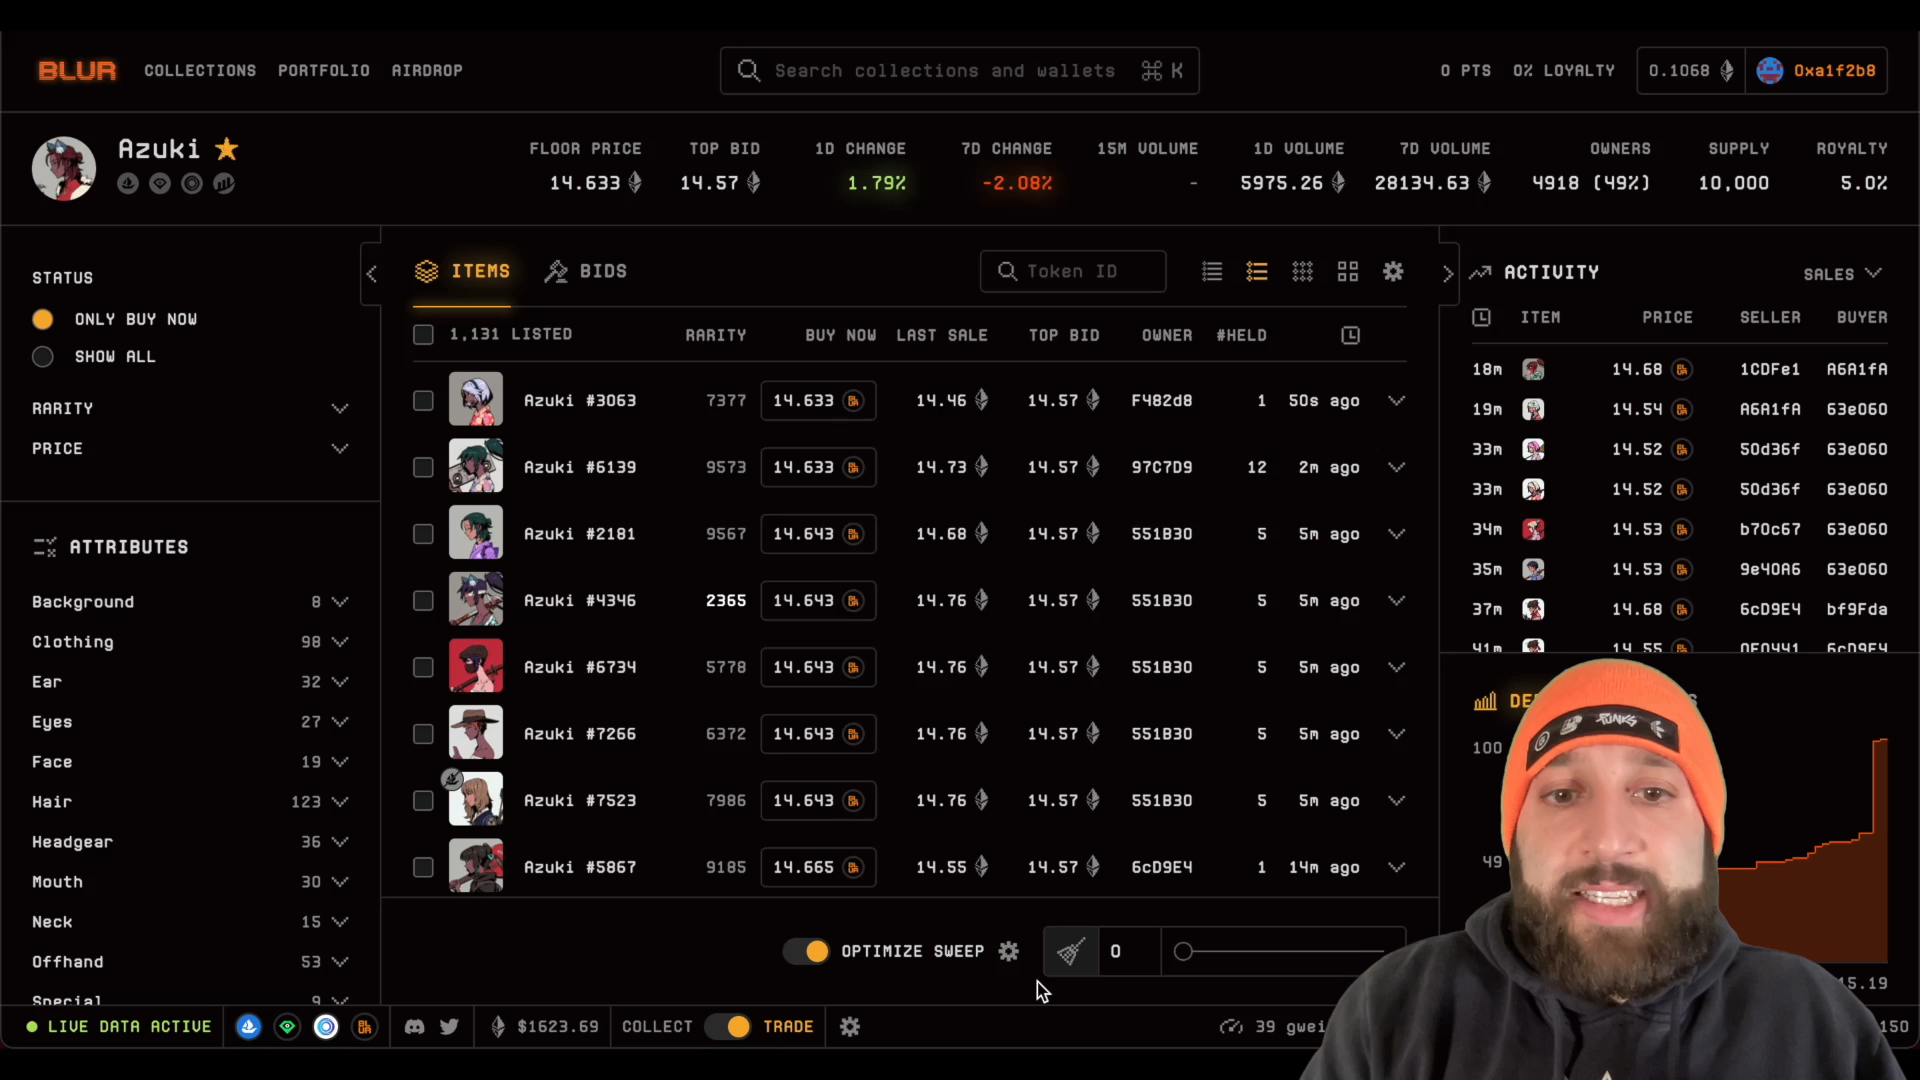 BLUR COLLECTIONS PORTFOLIO AIRDROP Search collections and wallets ⌘ K 0 PTS 0% LOYALTY 0.1068 0xa1f2b8
Azuki
FLOOR PRICE TOP BID 1D CHANGE 7D CHANGE 15M VOLUME 1D VOLUME 7D VOLUME OWNERS SUPPLY ROYALTY
14.633 14.57 1.79% -2.08% - 5975.26 28134.63 4918 (49%) 10,000 5.0%
STATUS
ONLY BUY NOW
SHOW ALL
RARITY
PRICE
ATTRIBUTES
Background 8
Clothing 98
Ear 32
Eyes 27
Face 19
Hair 123
Headgear 36
Mouth 30
Neck 15
Offhand 53
Special 9
ITEMS BIDS Token ID
1,131 LISTED RARITY BUY NOW LAST SALE TOP BID OWNER #HELD
Azuki #3063 7377 14.633 14.46 14.57 F482d8 1 50s ago
Azuki #6139 9573 14.633 14.73 14.57 97C7D9 12 2m ago
Azuki #2181 9567 14.643 14.68 14.57 551B30 5 5m ago
Azuki #4346 2365 14.643 14.76 14.57 551B30 5 5m ago
Azuki #6734 5778 14.643 14.76 14.57 551B30 5 5m ago
Azuki #7266 6372 14.643 14.76 14.57 551B30 5 5m ago
Azuki #7523 7986 14.643 14.76 14.57 551B30 5 5m ago
Azuki #5867 9185 14.665 14.55 14.57 6cD9E4 1 14m ago
OPTIMIZE SWEEP 0
ACTIVITY SALES
ITEM PRICE SELLER BUYER
18m 14.68 1CDFe1 A6A1fA
19m 14.54 A6A1fA 63e060
33m 14.52 50d36f 63e060
33m 14.52 50d36f 63e060
34m 14.53 b70c67 63e060
35m 14.53 9e40A6 63e060
37m 14.68 6cD9E4 bf9Fda
41m 14.55 0F0441 6cD9E4
100
49
15.19
PUNKS
LIVE DATA ACTIVE $1623.69 COLLECT TRADE 39 gwei 150